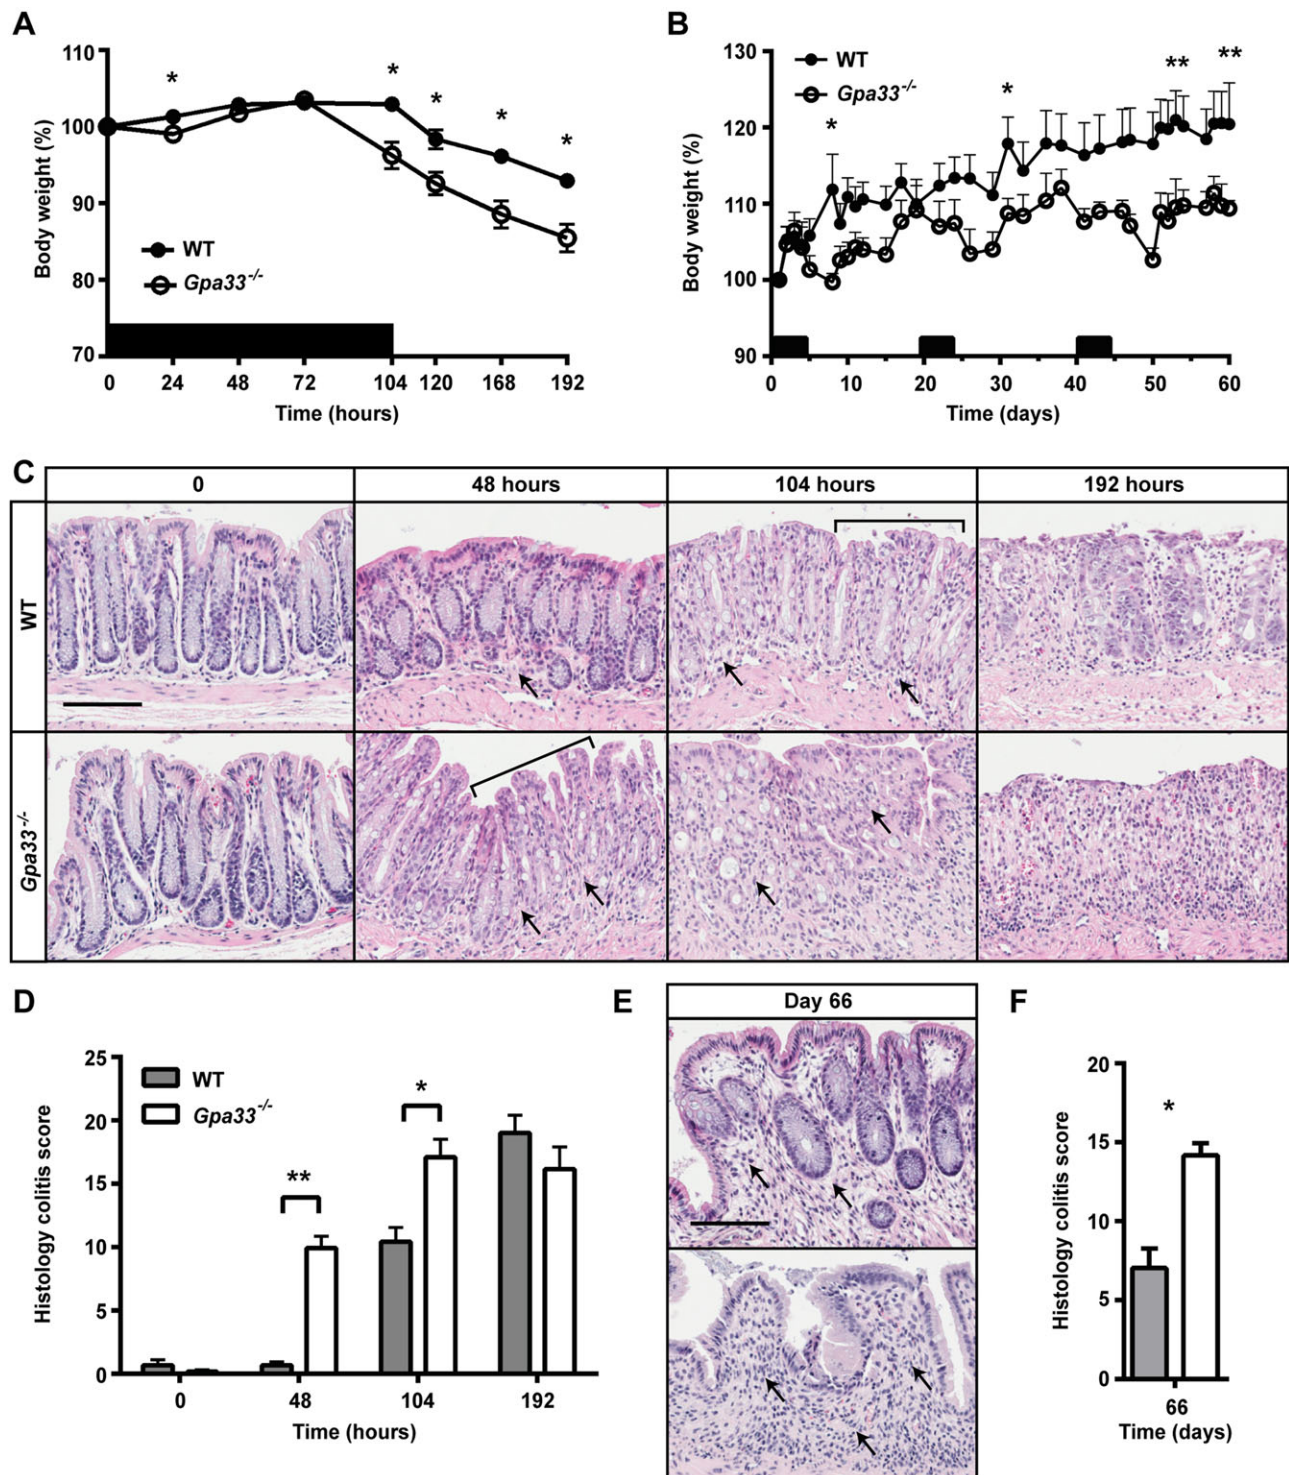 A
B
110
100
90
80
70
Body weight (%)
* * * * *
WT
Gpa33-/-
0 24 48 72 104 120 168 192
Time (hours)
130
120
110
100
90
Body weight (%)
WT
Gpa33-/-
* * ** **
0 10 20 30 40 50 60
Time (days)
C
0 48 hours 104 hours 192 hours
WT
Gpa33-/-
D
E
F
25
20
15
10
5
0
Histology colitis score
WT
Gpa33-/-
** *
0 48 104 192
Time (hours)
Day 66
20
15
10
5
0
Histology colitis score
*
66
Time (days)